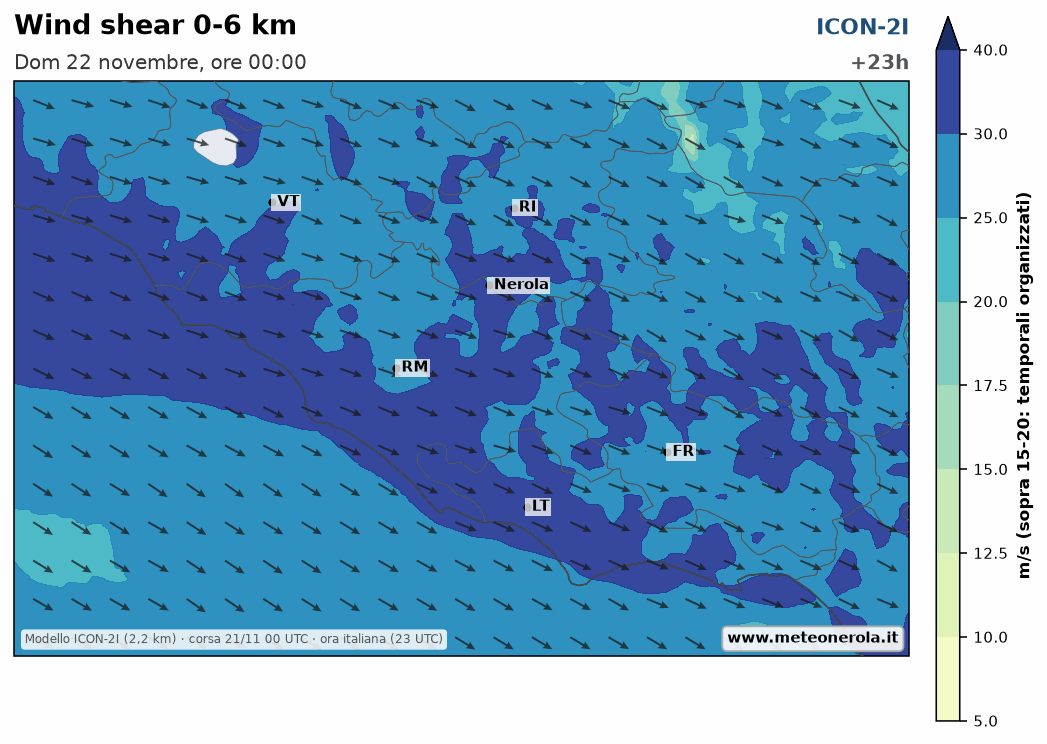 Wind shear 0-6 km
ICON-2I
Dom 22 novembre, ore 00:00
+23h
40.0
30.0
25.0
20.0
17.5
15.0
12.5
10.0
5.0
m/s (sopra 15-20: temporali organizzati)
VT
RI
Nerola
RM
FR
LT
Modello ICON-2I (2,2 km) · corsa 21/11 00 UTC · ora italiana (23 UTC)
www.meteonerola.it